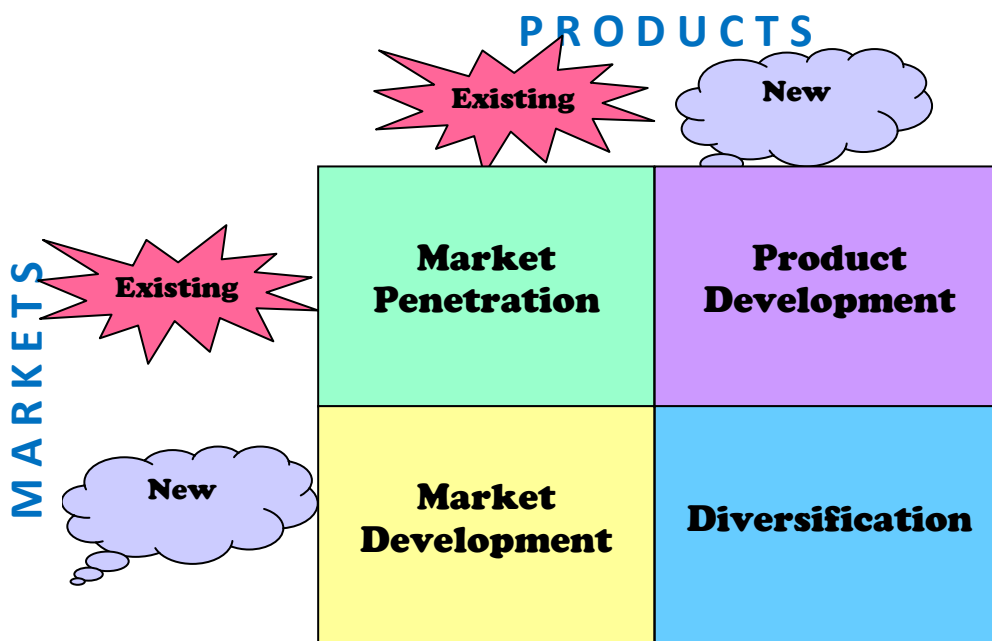 PRODUCTS
Existing
New
MARKETS
Existing
Market
Penetration
Product
Development
New
Market
Development
Diversification